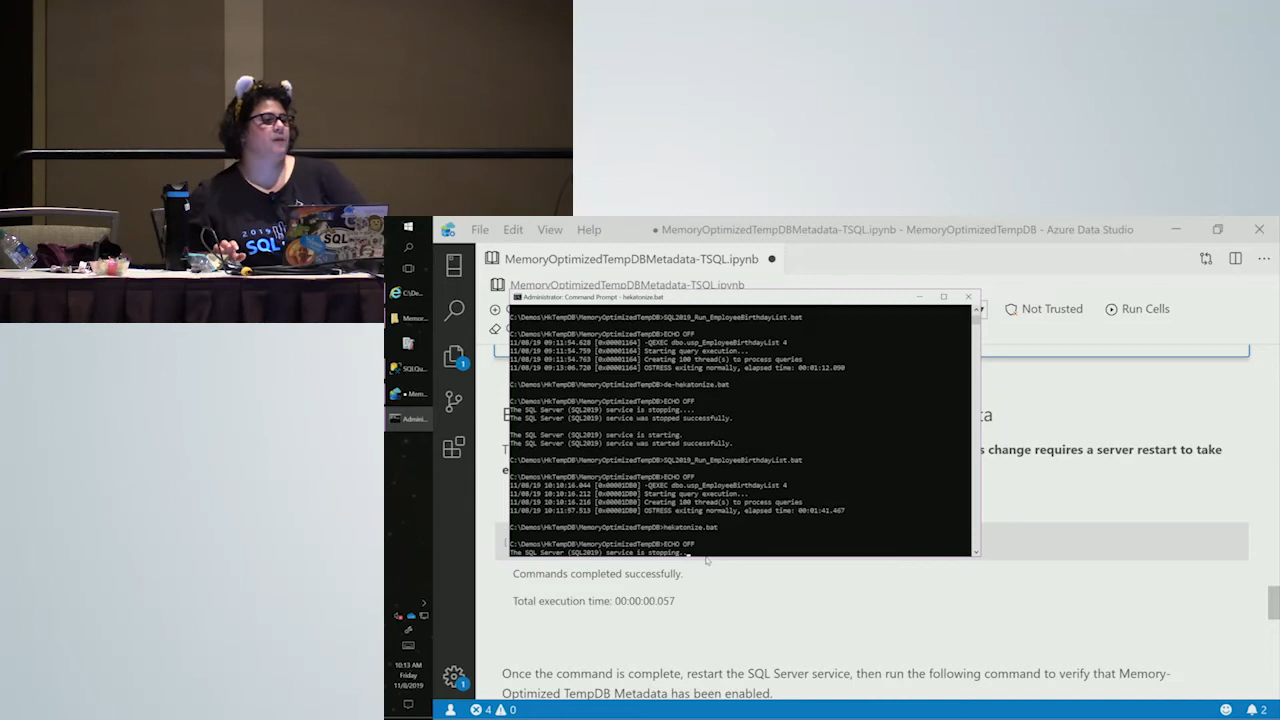 2019
SQL
SQL
File Edit View Help
● MemoryOptimizedTempDBMetadata-TSQL.ipynb - MemoryOptimizedTempDB - Azure Data Studio
MemoryOptimizedTempDBMetadata-TSQL.ipynb ●
MemoryOptimizedTempDBMetadata-TSQL.ipynb
Not Trusted Run Cells
C:\De...
Memor...
SQLQu...
● Mem...
Admini...
Administrator: Command Prompt - hekatonize.bat
C:\Demos\HkTempDB\MemoryOptimizedTempDB>SQL2019_Run_EmployeeBirthdayList.bat
C:\Demos\HkTempDB\MemoryOptimizedTempDB>ECHO OFF
11/08/19 09:11:54.628 [0x00001164] -QEXEC dbo.usp_EmployeeBirthdayList 4
11/08/19 09:11:54.759 [0x00001164] Starting query execution...
11/08/19 09:11:54.763 [0x00001164] Creating 100 thread(s) to process queries
11/08/19 09:13:06.720 [0x00001164] OSTRESS exiting normally, elapsed time: 00:01:12.090
C:\Demos\HkTempDB\MemoryOptimizedTempDB>de-hekatonize.bat
C:\Demos\HkTempDB\MemoryOptimizedTempDB>ECHO OFF
The SQL Server (SQL2019) service is stopping....
The SQL Server (SQL2019) service was stopped successfully.
The SQL Server (SQL2019) service is starting.
The SQL Server (SQL2019) service was started successfully.
C:\Demos\HkTempDB\MemoryOptimizedTempDB>SQL2019_Run_EmployeeBirthdayList.bat
C:\Demos\HkTempDB\MemoryOptimizedTempDB>ECHO OFF
11/08/19 10:10:16.044 [0x00001DB0] -QEXEC dbo.usp_EmployeeBirthdayList 4
11/08/19 10:10:16.212 [0x00001DB0] Starting query execution...
11/08/19 10:10:16.216 [0x00001DB0] Creating 100 thread(s) to process queries
11/08/19 10:11:57.513 [0x00001DB0] OSTRESS exiting normally, elapsed time: 00:01:41.467
C:\Demos\HkTempDB\MemoryOptimizedTempDB>hekatonize.bat
C:\Demos\HkTempDB\MemoryOptimizedTempDB>ECHO OFF
The SQL Server (SQL2019) service is stopping..
ta
s change requires a server restart to take
Commands completed successfully.
Total execution time: 00:00:00.057
Once the command is complete, restart the SQL Server service, then run the following command to verify that Memory-
Optimized TempDB Metadata has been enabled.
10:13 AM
Friday
11/8/2019
1
1
4 0
2